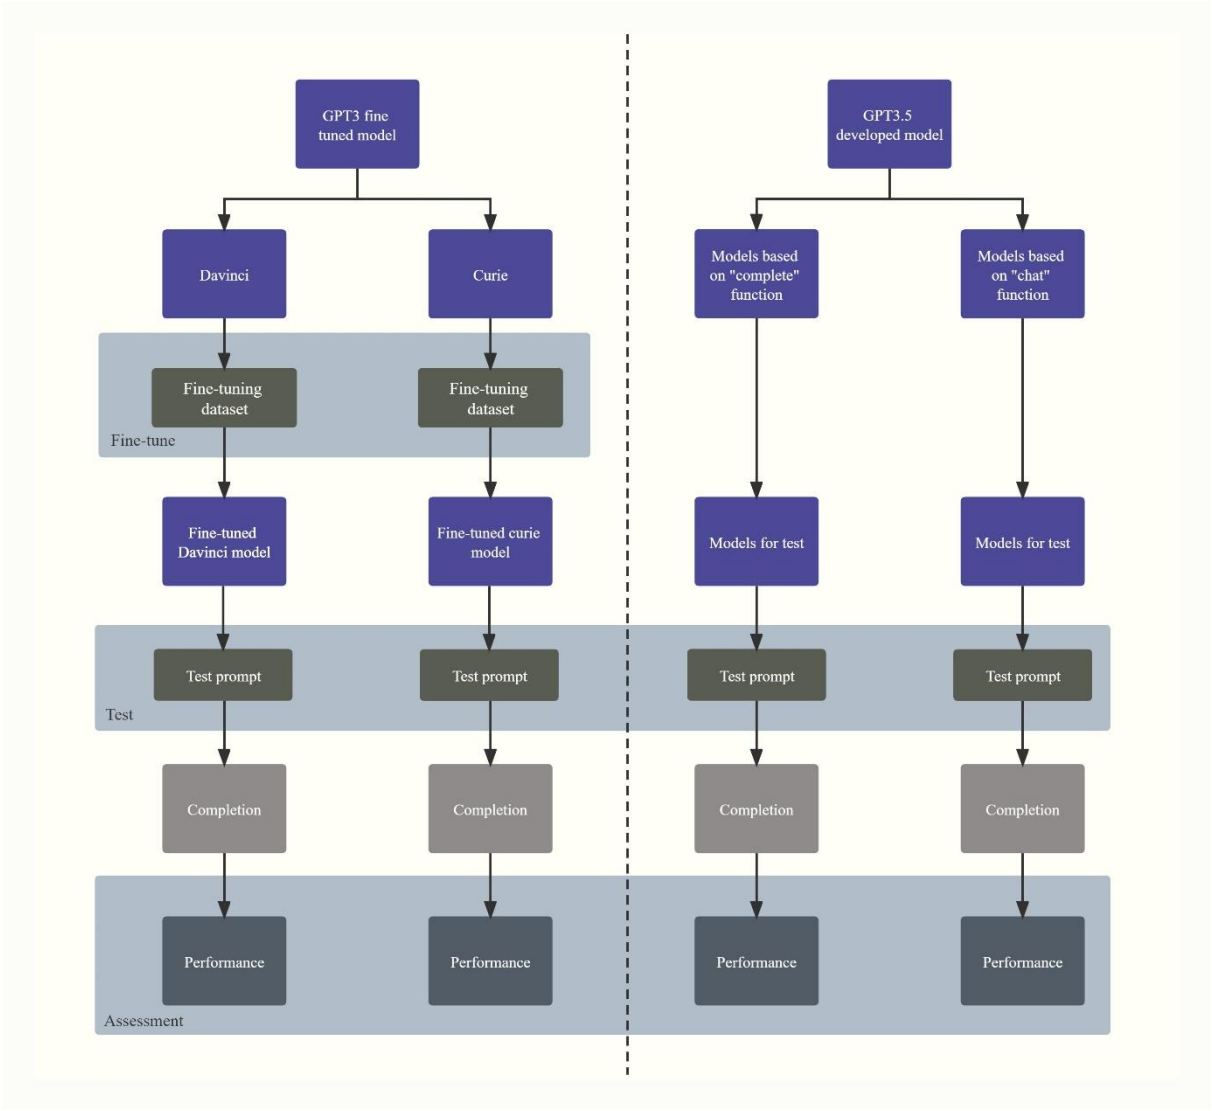 GPT3 fine
tuned model
GPT3.5
developed model
Davinci
Curie
Models based
on "complete"
function
Models based
on "chat"
function
Fine-tuning
dataset
Fine-tuning
dataset
Fine-tune
Fine-tuned
Davinci model
Fine-tuned curie
model
Models for test
Models for test
Test prompt
Test prompt
Test prompt
Test prompt
Test
Completion
Completion
Completion
Completion
Performance
Performance
Performance
Performance
Assessment